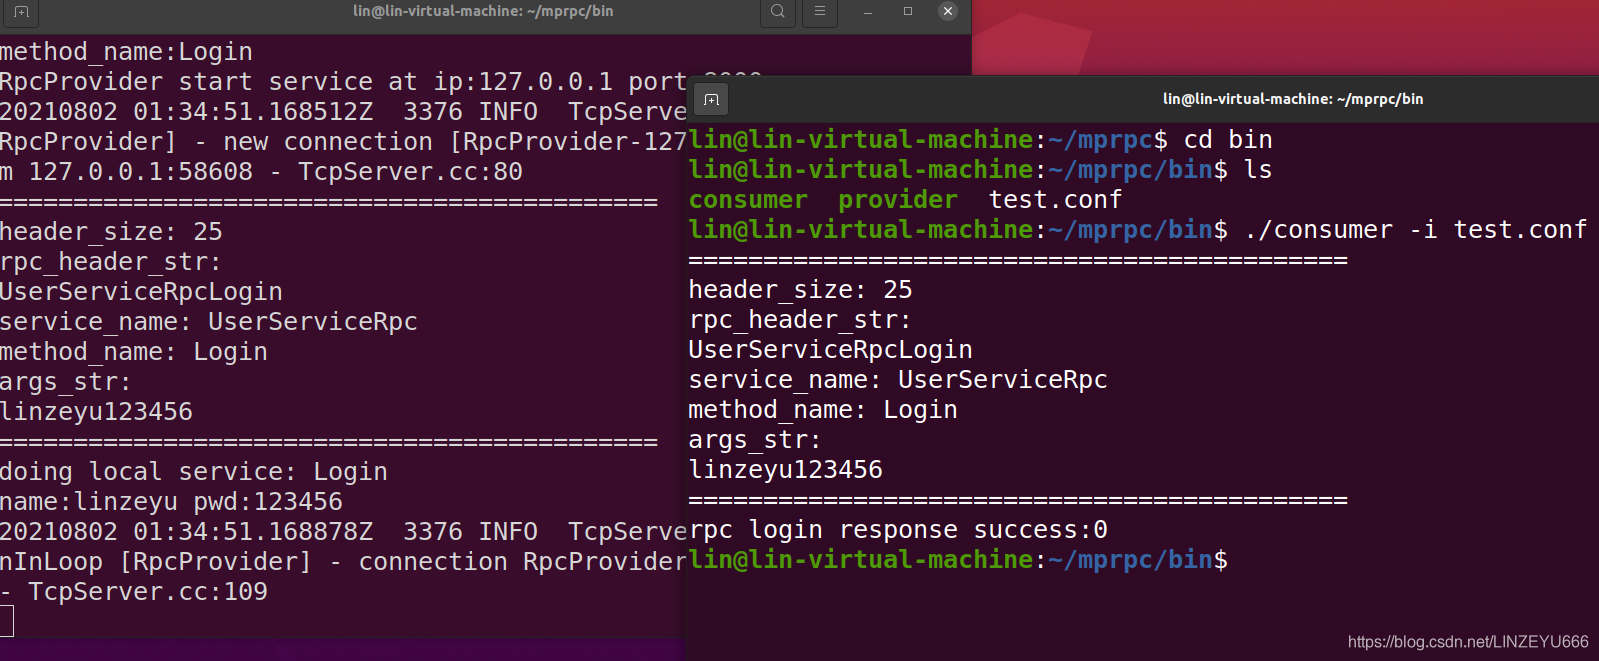 lin@lin-virtual-machine: ~/mprpc/bin
method_name:Login
RpcProvider start service at ip:127.0.0.1 port
20210802 01:34:51.168512Z  3376 INFO  TcpServe
RpcProvider] - new connection [RpcProvider-127
m 127.0.0.1:58608 - TcpServer.cc:80
============================================
header_size: 25
rpc_header_str:
UserServiceRpcLogin
service_name: UserServiceRpc
method_name: Login
args_str:
linzeyu123456
============================================
doing local service: Login
name:linzeyu pwd:123456
20210802 01:34:51.168878Z  3376 INFO  TcpServe
nInLoop [RpcProvider] - connection RpcProvider
- TcpServer.cc:109
lin@lin-virtual-machine: ~/mprpc/bin
lin@lin-virtual-machine:~/mprpc$ cd bin
lin@lin-virtual-machine:~/mprpc/bin$ ls
consumer  provider  test.conf
lin@lin-virtual-machine:~/mprpc/bin$ ./consumer -i test.conf
============================================
header_size: 25
rpc_header_str:
UserServiceRpcLogin
service_name: UserServiceRpc
method_name: Login
args_str:
linzeyu123456
============================================
rpc login response success:0
lin@lin-virtual-machine:~/mprpc/bin$
https://blog.csdn.net/LINZEYU666